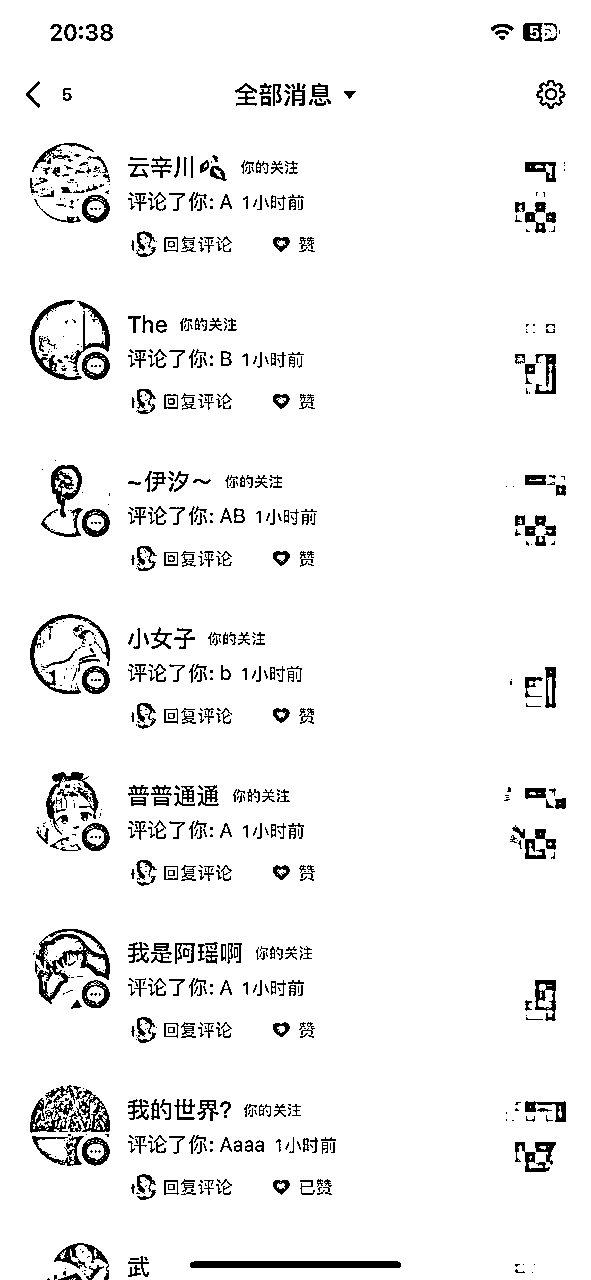 20:38
5
全部消息
云辛川 你的关注
评论了你: A 1小时前
回复评论 赞
The 你的关注
评论了你: B 1小时前
回复评论 赞
~伊汐~ 你的关注
评论了你: AB 1小时前
回复评论 赞
小女子 你的关注
评论了你: b 1小时前
回复评论 赞
普普通通 你的关注
评论了你: A 1小时前
回复评论 赞
我是阿瑶啊 你的关注
评论了你: A 1小时前
回复评论 赞
我的世界? 你的关注
评论了你: Aaaa 1小时前
回复评论 已赞
武